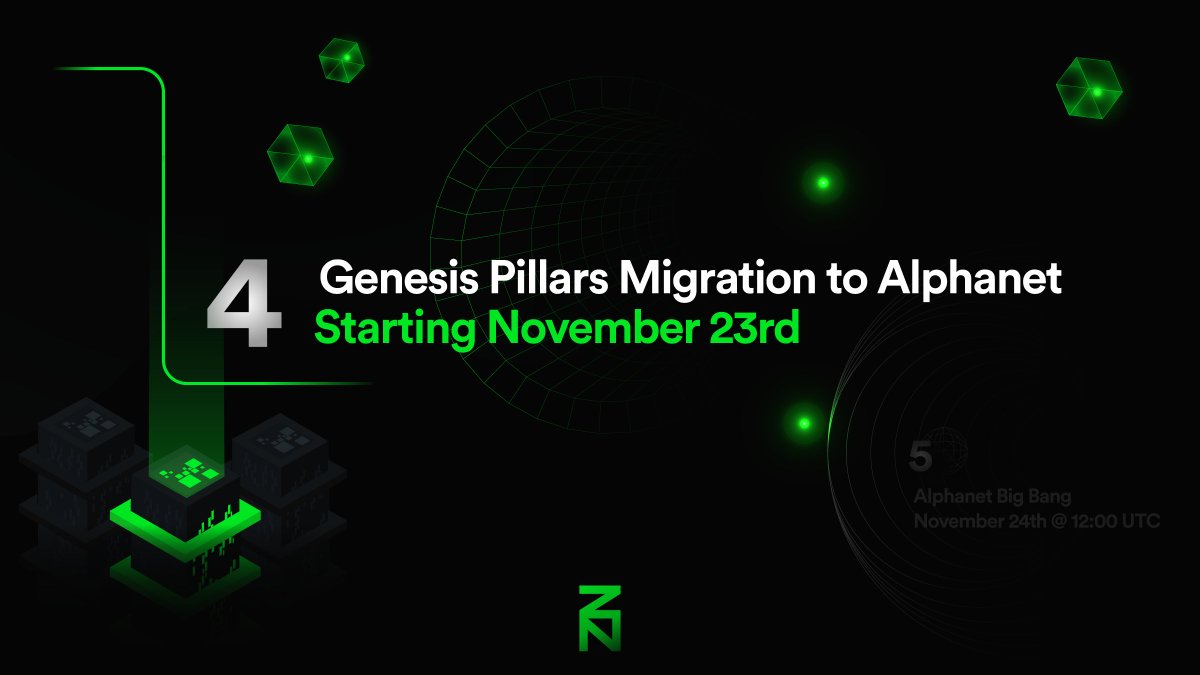 4
Genesis Pillars Migration to Alphanet
Starting November 23rd
5
Alphanet Big Bang
November 24th @ 12:00 UTC